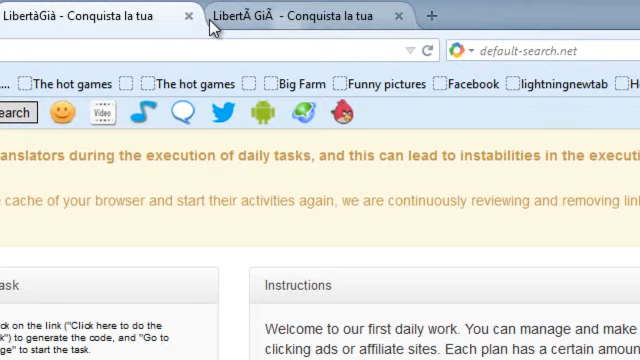 LibertàGià - Conquista la tua
LibertÃ GiÃ  - Conquista la tua
default-search.net
... The hot games The hot games Big Farm Funny pictures Facebook lightningnewtab
earch Video
anslators during the execution of daily tasks, and this can lead to instabilities in the executi
cache of your browser and start their activities again, we are continuously reviewing and removing lin
ask
Instructions
ck on the link ("Click here to do the
k") to generate the code, and "Go to
ge" to start the task.
Welcome to our first daily work. You can manage and make
clicking ads or affiliate sites. Each plan has a certain amoun